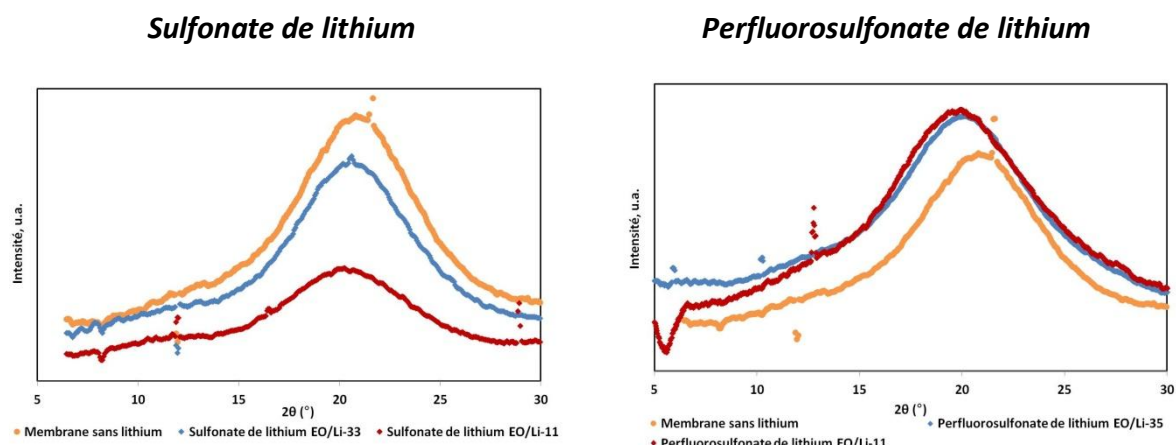 Sulfonate de lithium
Intensité, u.a.
5 10 15 20 25 30
2θ (°)
Membrane sans lithium Sulfonate de lithium EO/Li-33 Sulfonate de lithium EO/Li-11
Perfluorosulfonate de lithium
Intensité, u.a.
5 10 15 20 25 30
2θ (°)
Membrane sans lithium Perfluorosulfonate de lithium EO/Li-35
Perfluorosulfonate de lithium EO/Li-11